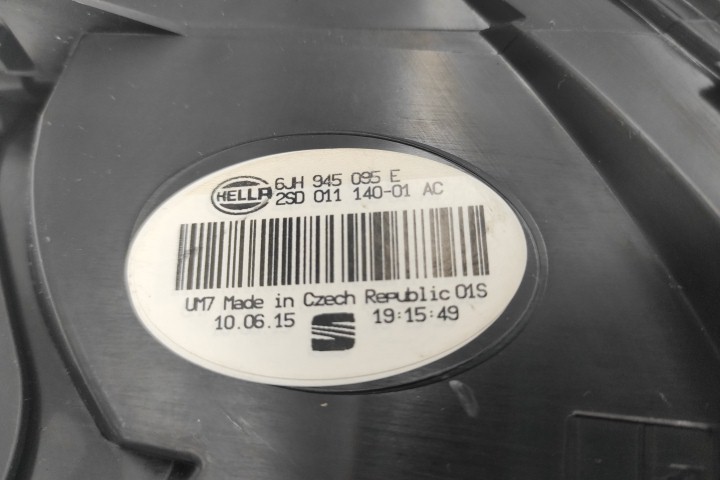 HELLA
6JH 945 095 E
2SD 011 140-01 AC
UM7 Made in Czech Republic 01S
10.06.15 19:15:49